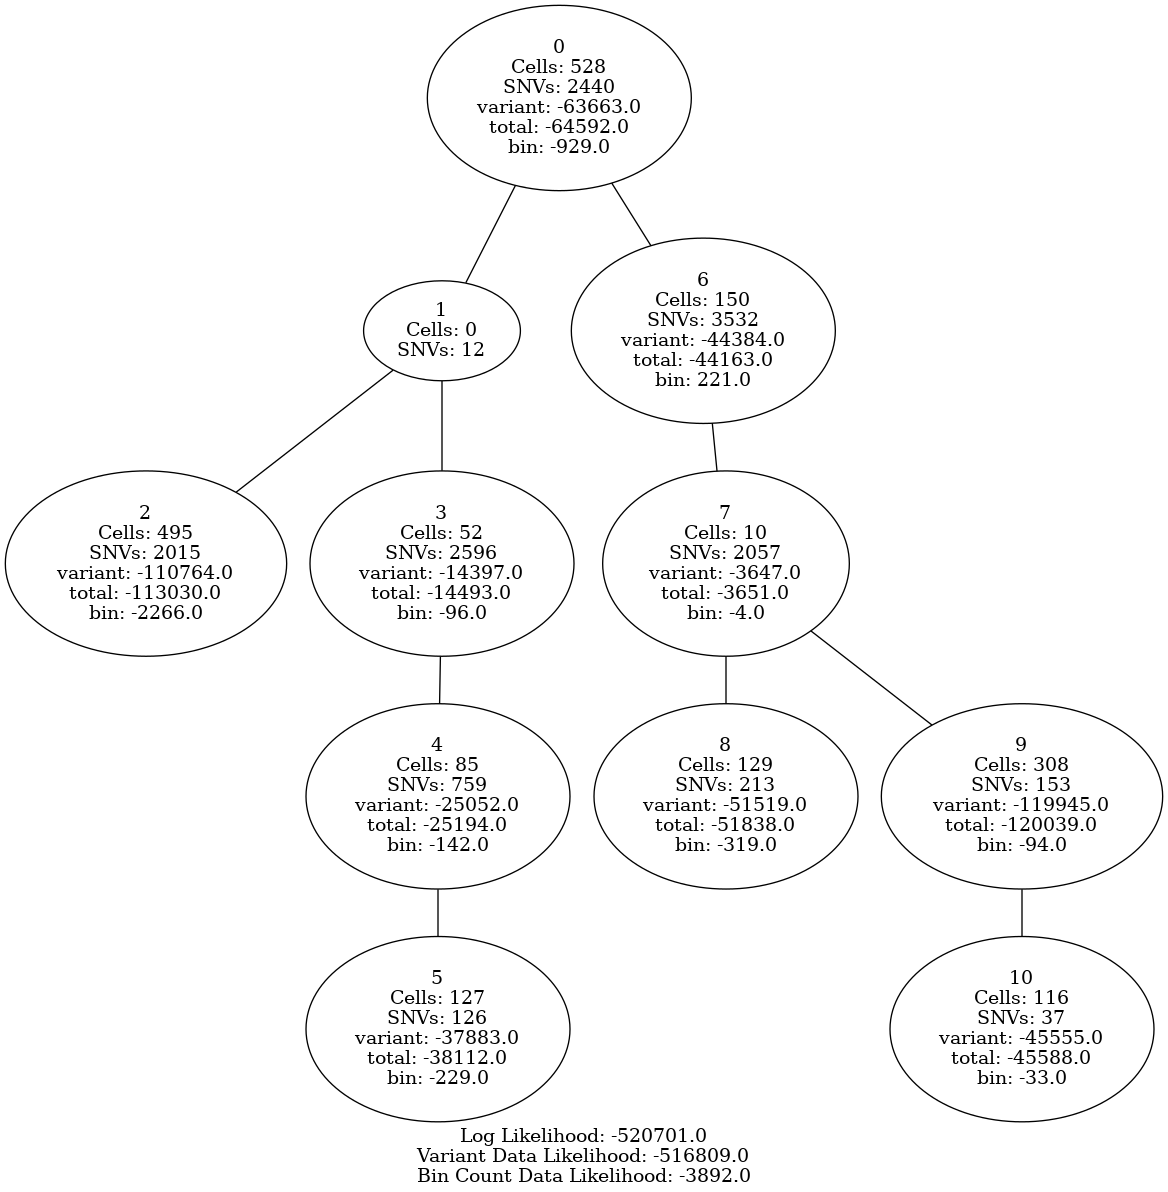 0
Cells: 528
SNVs: 2440
variant: -63663.0
total: -64592.0
bin: -929.0
1
Cells: 0
SNVs: 12
6
Cells: 150
SNVs: 3532
variant: -44384.0
total: -44163.0
bin: 221.0
2
Cells: 495
SNVs: 2015
variant: -110764.0
total: -113030.0
bin: -2266.0
3
Cells: 52
SNVs: 2596
variant: -14397.0
total: -14493.0
bin: -96.0
7
Cells: 10
SNVs: 2057
variant: -3647.0
total: -3651.0
bin: -4.0
4
Cells: 85
SNVs: 759
variant: -25052.0
total: -25194.0
bin: -142.0
8
Cells: 129
SNVs: 213
variant: -51519.0
total: -51838.0
bin: -319.0
9
Cells: 308
SNVs: 153
variant: -119945.0
total: -120039.0
bin: -94.0
5
Cells: 127
SNVs: 126
variant: -37883.0
total: -38112.0
bin: -229.0
10
Cells: 116
SNVs: 37
variant: -45555.0
total: -45588.0
bin: -33.0
Log Likelihood: -520701.0
Variant Data Likelihood: -516809.0
Bin Count Data Likelihood: -3892.0